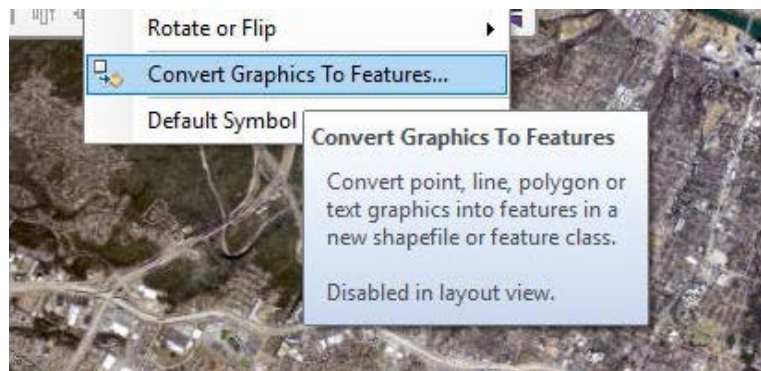 Rotate or Flip
Convert Graphics To Features...
Default Symbol
Convert Graphics To Features
Convert point, line, polygon or
text graphics into features in a
new shapefile or feature class.
Disabled in layout view.